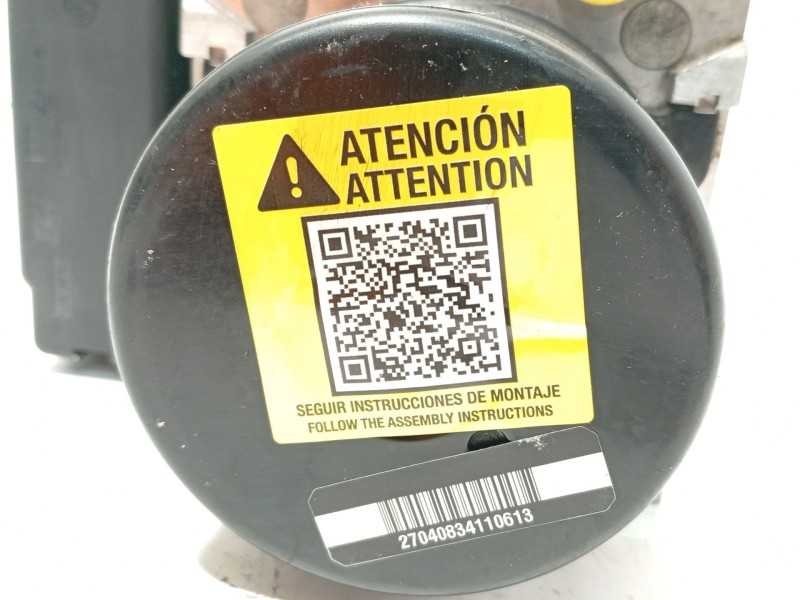 ATENCIÓN
ATTENTION
SEGUIR INSTRUCCIONES DE MONTAJE
FOLLOW THE ASSEMBLY INSTRUCTIONS
27040834110613